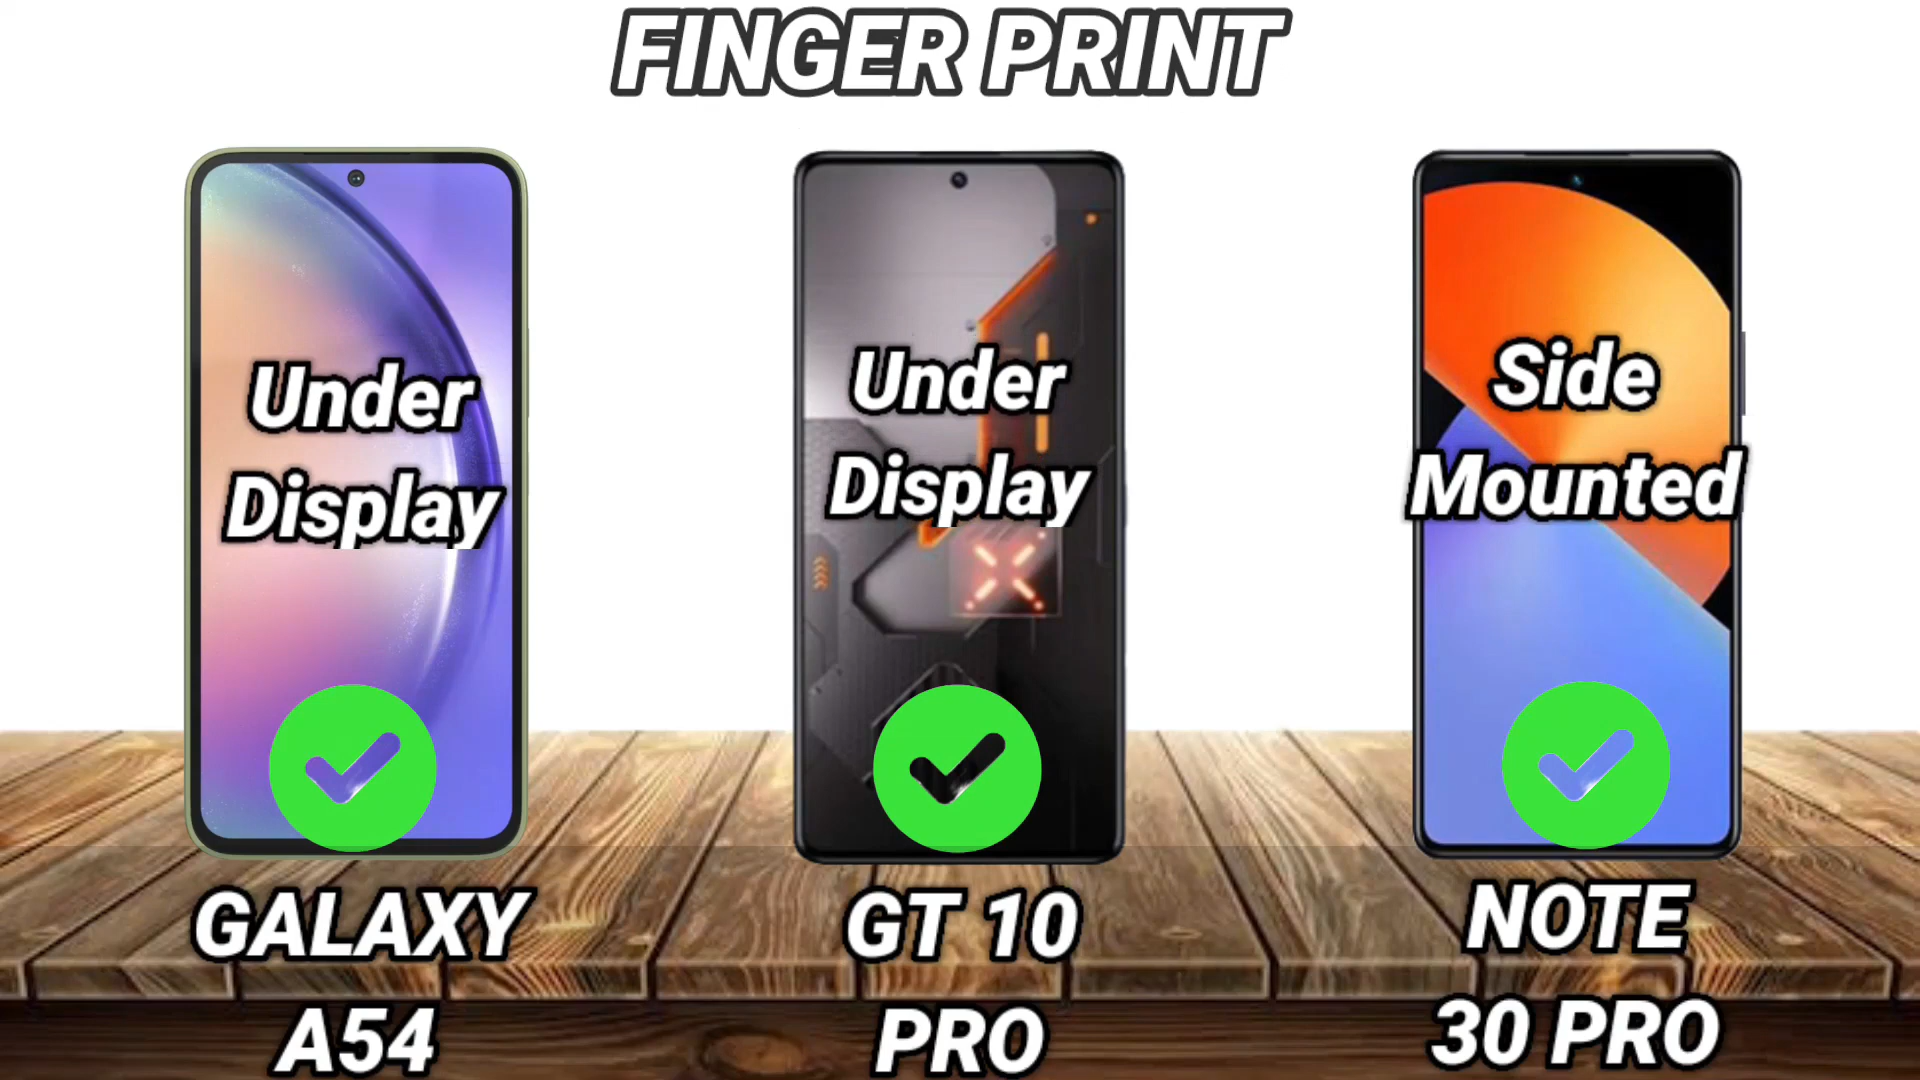 FINGER PRINT
Under
Display
Under
Display
Side
Mounted
GALAXY
A54
GT 10
PRO
NOTE
30 PRO